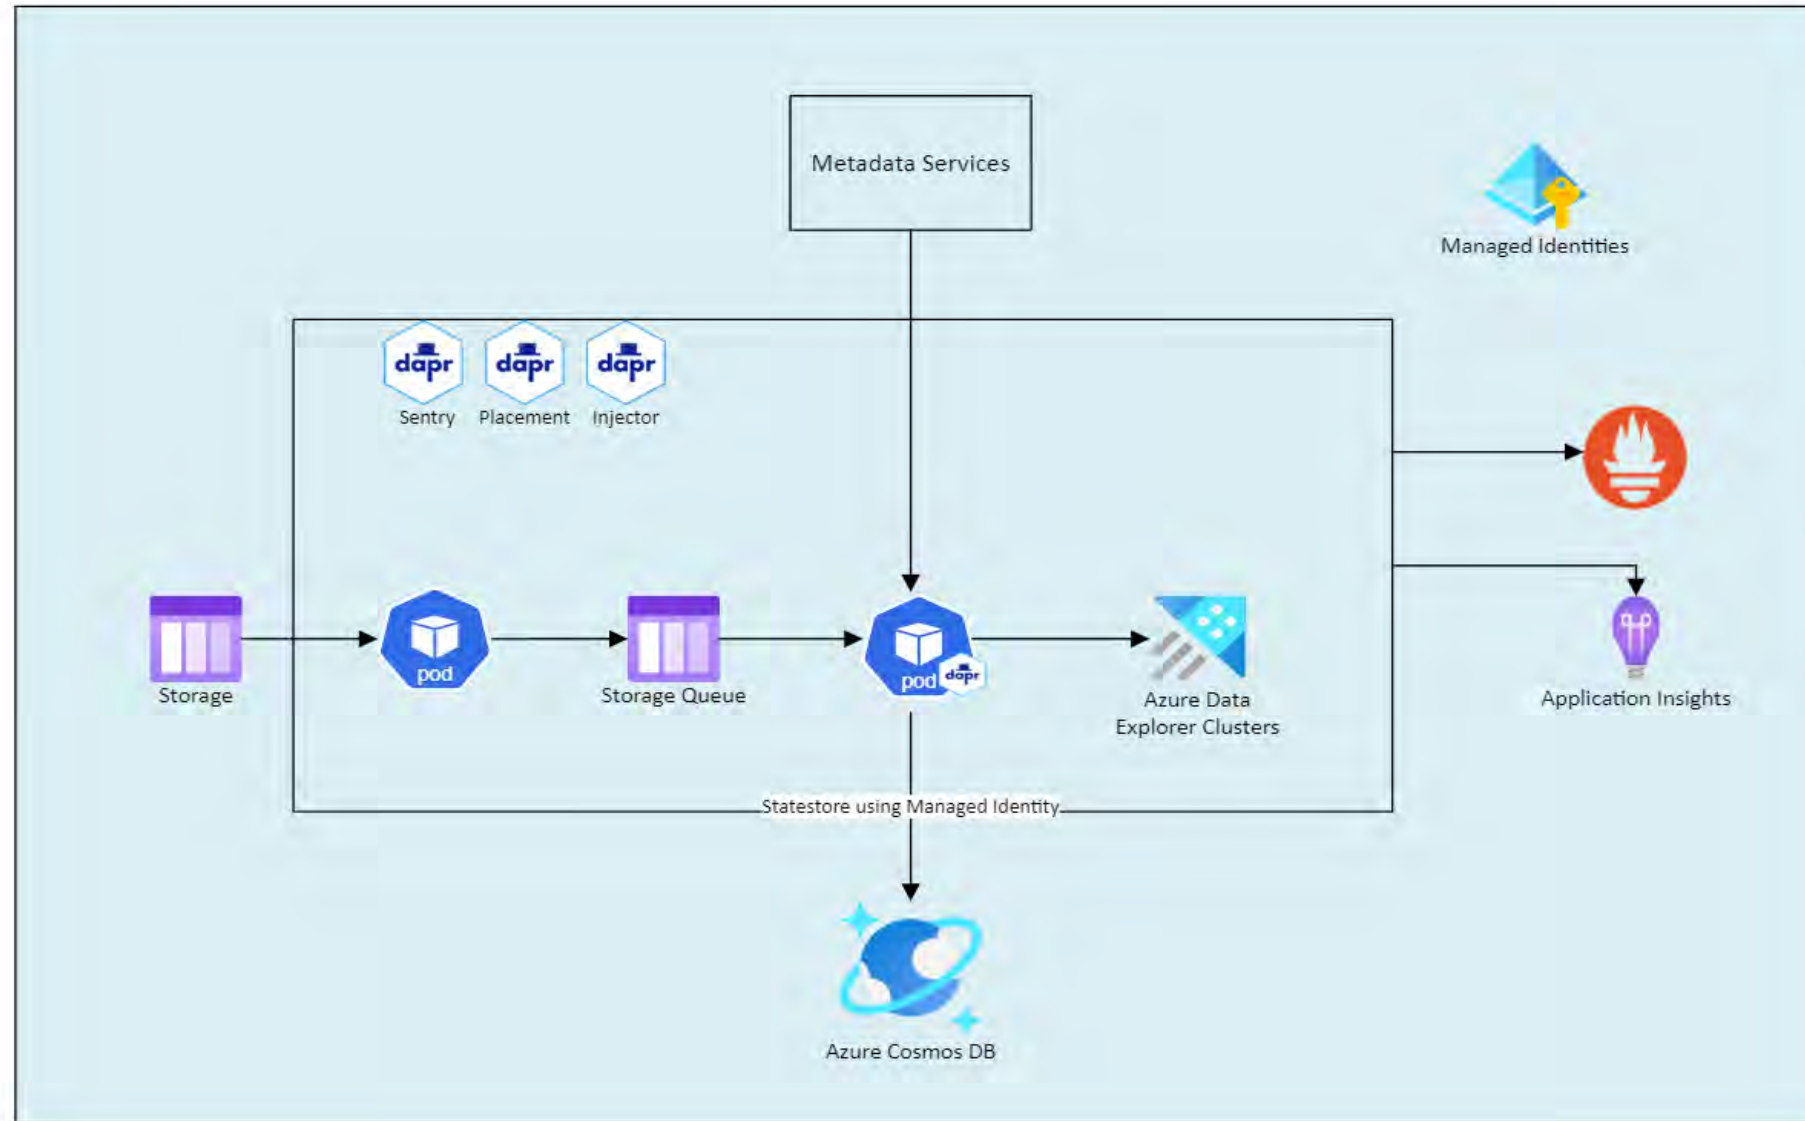 Metadata Services
Managed Identities
dapr
dapr
dapr
Sentry
Placement
Injector
pod
pod
dapr
Storage
Storage Queue
Azure Data
Explorer Clusters
Application Insights
Statestore using Managed Identity
Azure Cosmos DB